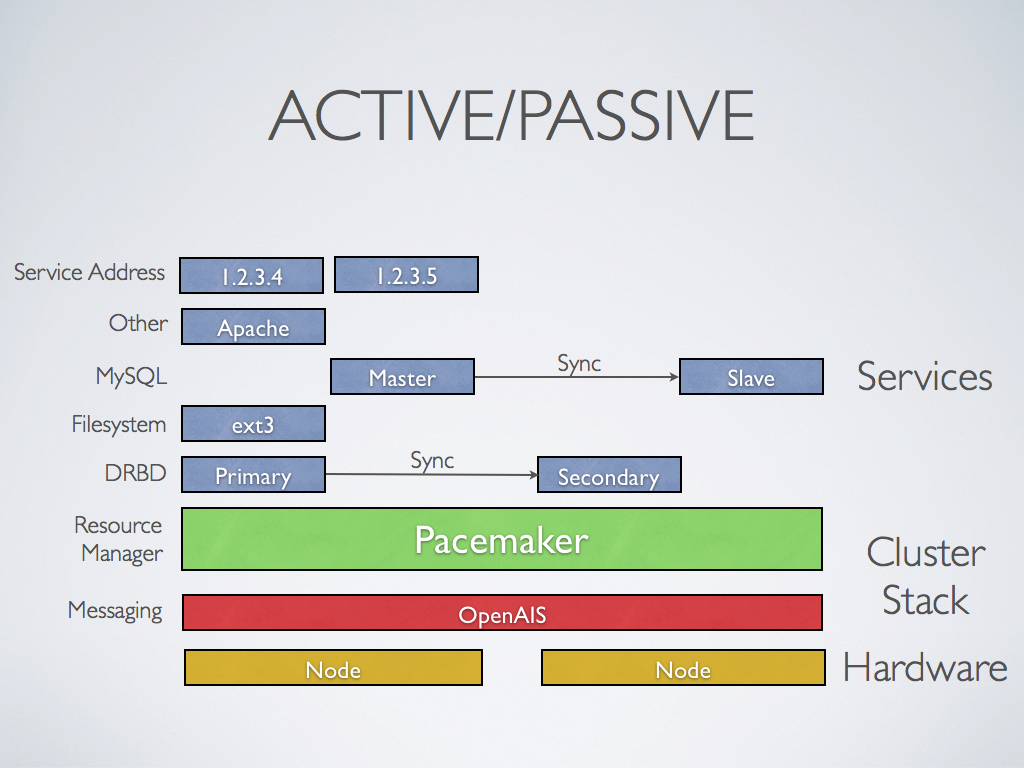 ACTIVE/PASSIVE
Service Address
1.2.3.4
1.2.3.5
Other
Apache
MySQL
Master
Sync
Slave
Services
Filesystem
ext3
DRBD
Primary
Sync
Secondary
Resource
Manager
Pacemaker
Cluster
Stack
Messaging
OpenAIS
Node
Node
Hardware